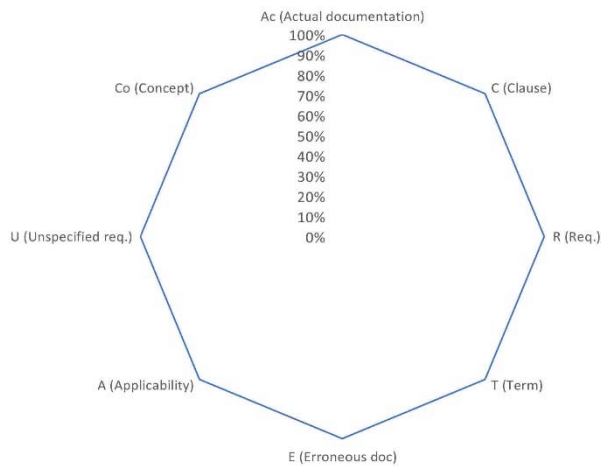 Ac (Actual documentation)
100%
90%
80%
70%
60%
50%
40%
30%
20%
10%
0%
C (Clause)
R (Req.)
T (Term)
E (Erroneous doc)
A (Applicability)
U (Unspecified req.)
Co (Concept)